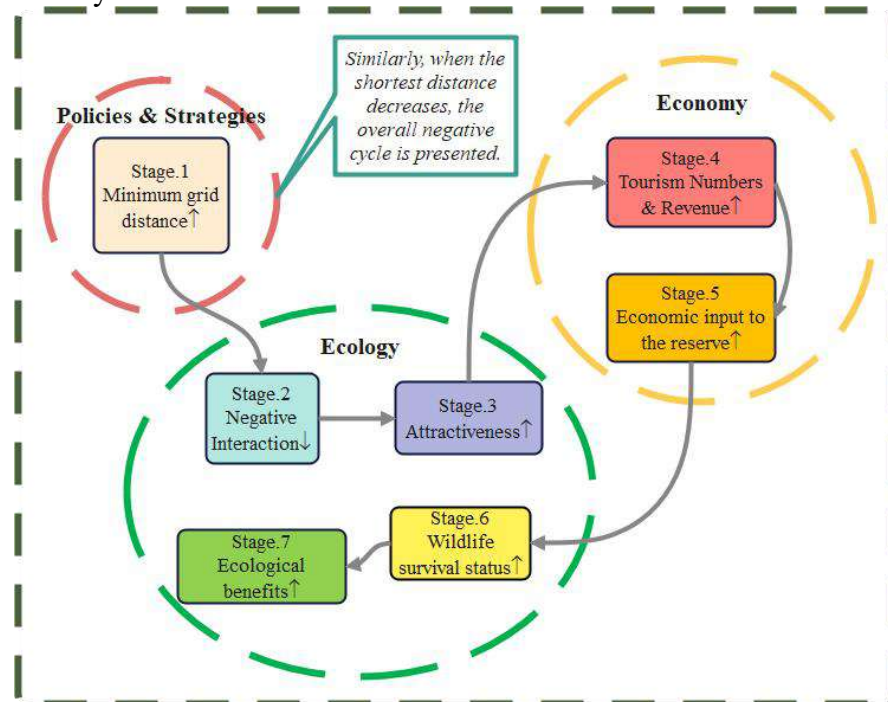 Policies & Strategies
Stage.1
Minimum grid
distance↑
Similarly, when the
shortest distance
decreases, the
overall negative
cycle is presented.
Economy
Stage.4
Tourism Numbers
& Revenue↑
Stage.5
Economic input to
the reserve↑
Ecology
Stage.2
Negative
Interaction↓
Stage.3
Attractiveness↑
Stage.6
Wildlife
survival status↑
Stage.7
Ecological
benefits↑